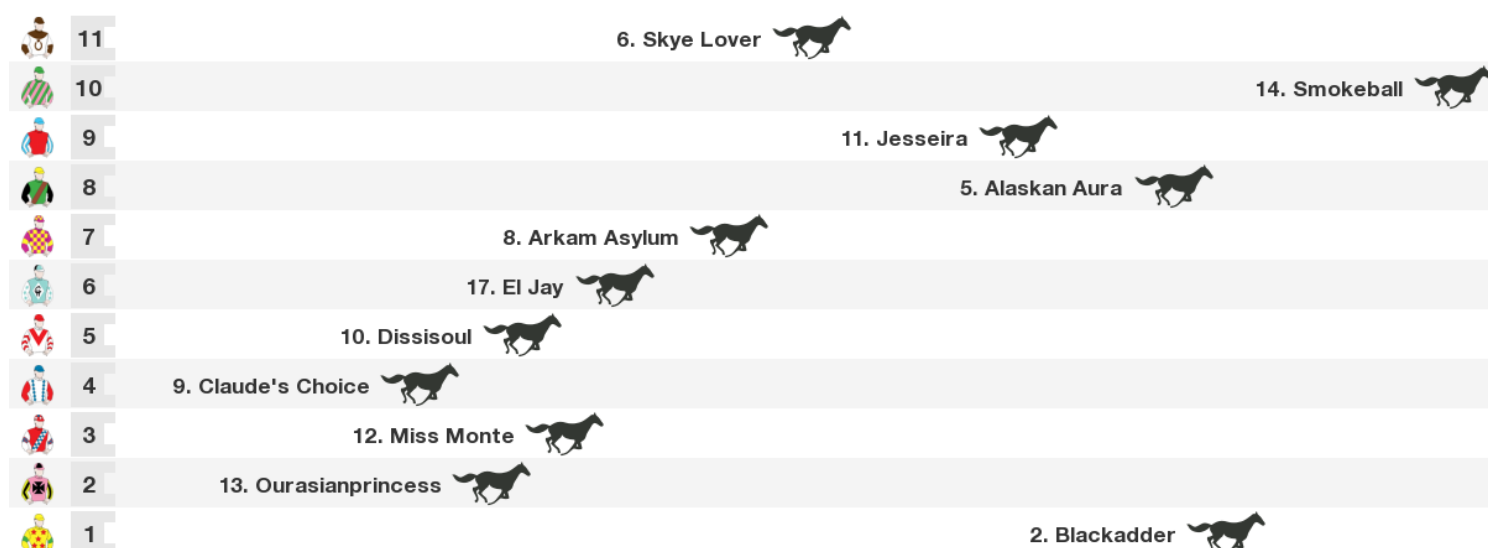 11 6. Skye Lover
10 14. Smokeball
9 11. Jesseira
8 5. Alaskan Aura
7 8. Arkam Asylum
6 17. El Jay
5 10. Dissisoul
4 9. Claude's Choice
3 12. Miss Monte
2 13. Ourasianprincess
1 2. Blackadder